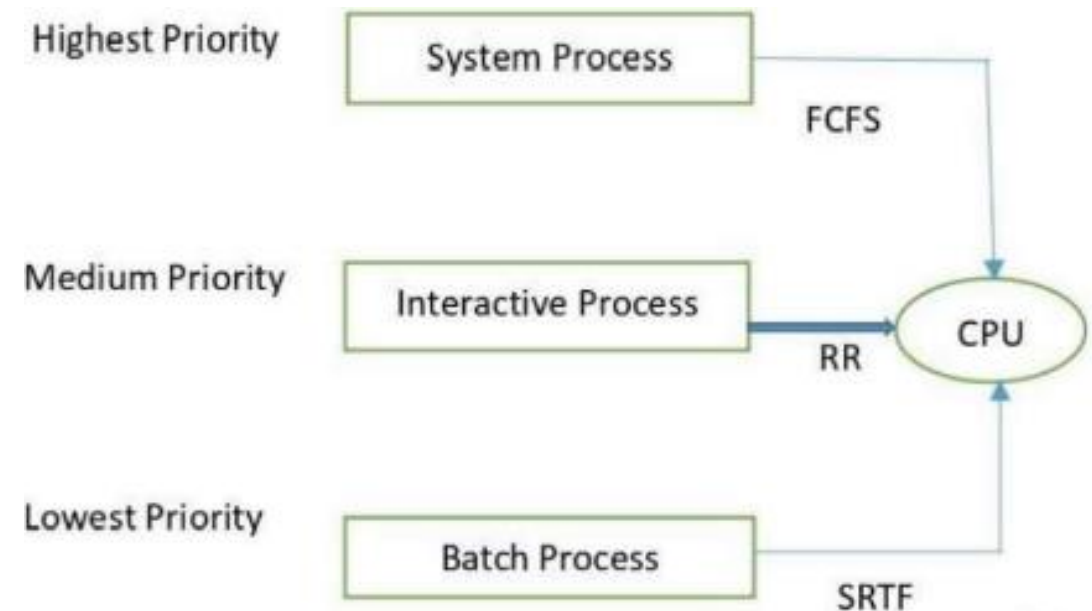 Highest Priority
System Process
FCFS
Medium Priority
Interactive Process
RR
CPU
Lowest Priority
Batch Process
SRTF